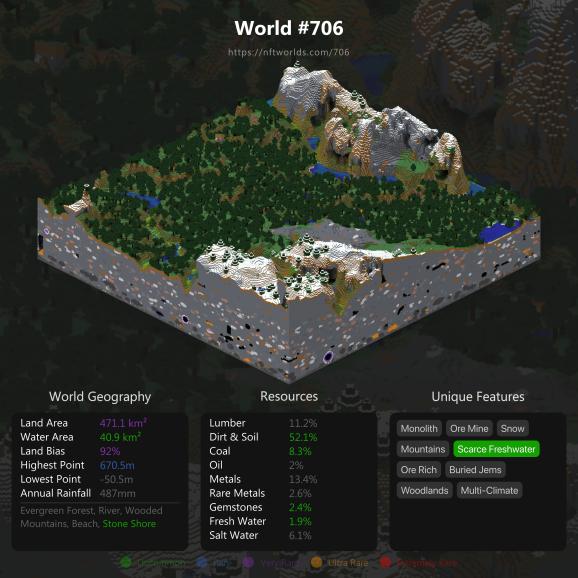 World #706
https://nftworlds.com/706
World Geography
Land Area 471.1 km²
Water Area 40.9 km²
Land Bias 92%
Highest Point 670.5m
Lowest Point -50.5m
Annual Rainfall 487mm
Evergreen Forest, River, Wooded
Mountains, Beach, Stone Shore
Resources
Lumber 11.2%
Dirt & Soil 52.1%
Coal 8.3%
Oil 2%
Metals 13.4%
Rare Metals 2.6%
Gemstones 2.4%
Fresh Water 1.9%
Salt Water 6.1%
Unique Features
Monolith Ore Mine Snow
Mountains Scarce Freshwater
Ore Rich Buried Jems
Woodlands Multi-Climate
Uncommon Rare Very Rare Ultra Rare Extremely Rare